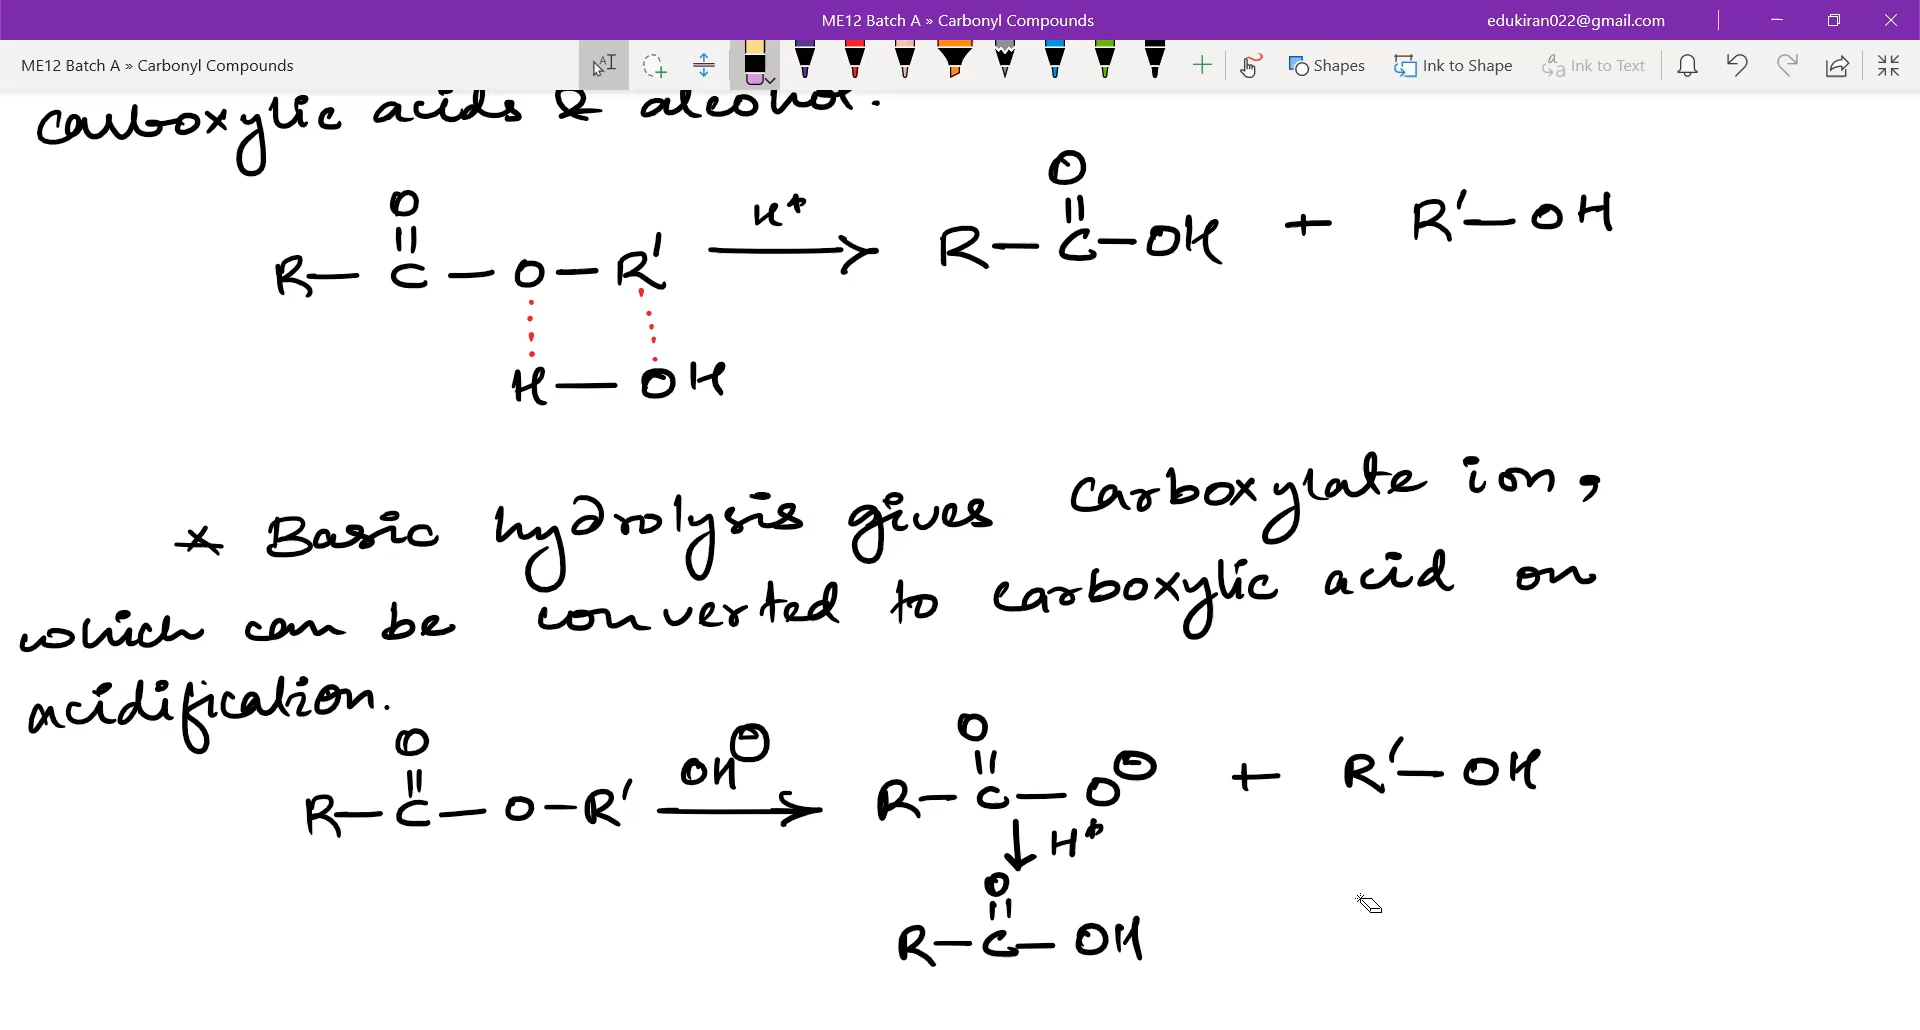 ME12 Batch A » Carbonyl Compounds
edukiran022@gmail.com
ME12 Batch A » Carbonyl Compounds
Shapes
Ink to Shape
Ink to Text
carboxylic acids & alcohol.
O
||
R—C—O—R' H⁺ → R—C—OH + R'—OH
O
||
H—OH
* Basic hydrolysis gives carboxylate ion,
which can be converted to carboxylic acid on
acidification.
O
||
R—C—O—R' OH⊖ → R—C—O⊖ + R'—OH
O
||
↓ H⁺
O
||
R—C—OH